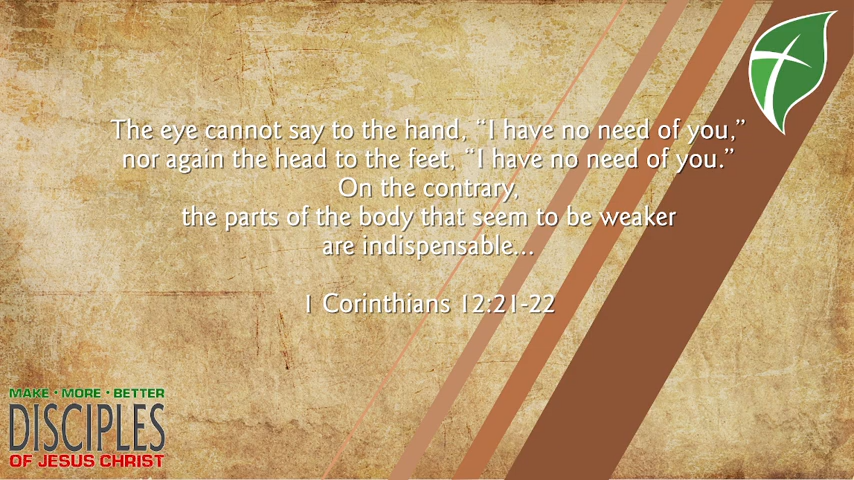 The eye cannot say to the hand, “I have no need of you,”
nor again the head to the feet, “I have no need of you.”
On the contrary,
the parts of the body that seem to be weaker
are indispensable…
1 Corinthians 12:21-22
MAKE · MORE · BETTER
DISCIPLES
OF JESUS CHRIST